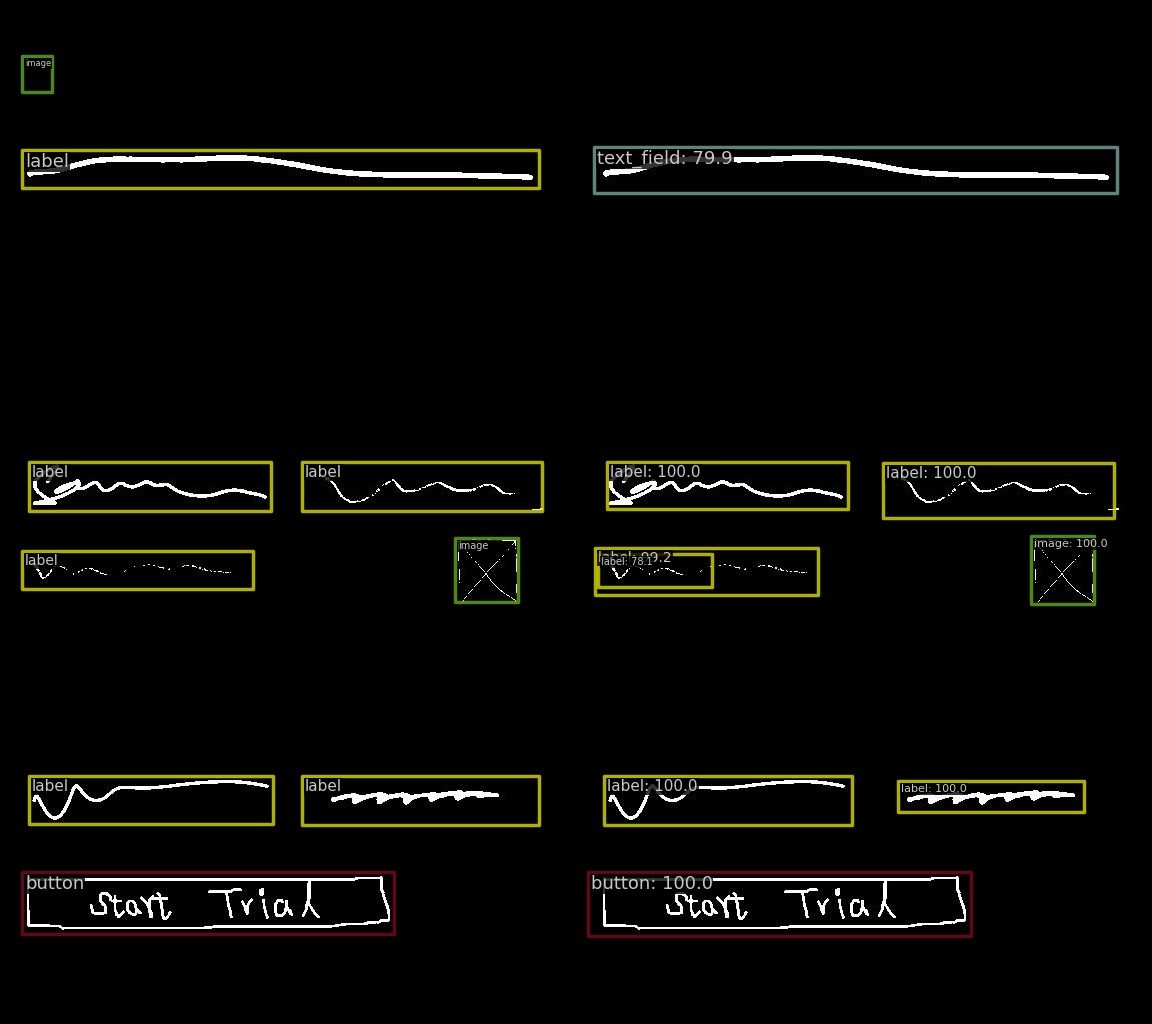 image
label text_field: 79.9
label label label: 100.0 label: 100.0
label image label: 99.2 image: 100.0
label: 78.1
label label label: 100.0 label: 100.0
button button: 100.0
Start Trial Start Trial